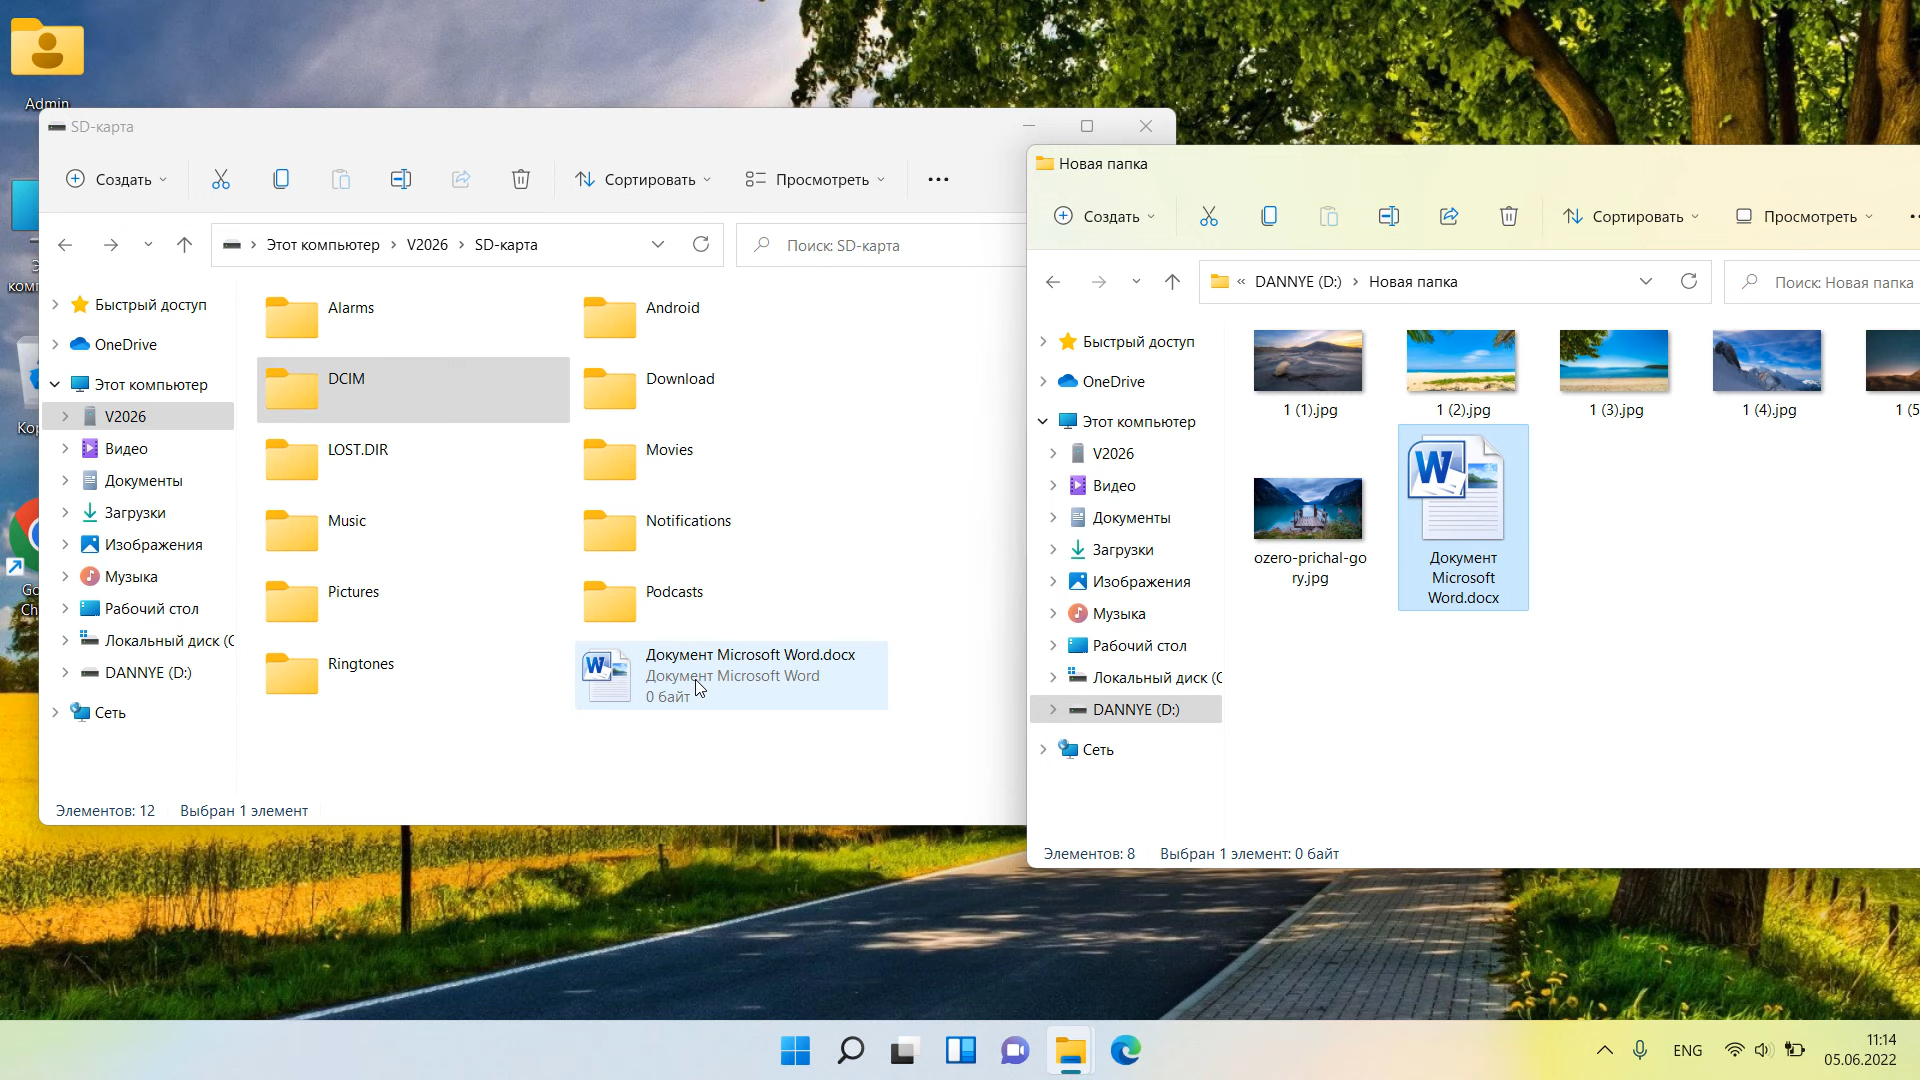 Admin
SD-карта
Создать
Сортировать
Просмотреть
Этот компьютер
V2026
SD-карта
Поиск: SD-карта
Быстрый доступ
OneDrive
Этот компьютер
V2026
Видео
Документы
Загрузки
Изображения
Музыка
Рабочий стол
Локальный диск (C
DANNYE (D:)
Сеть
Alarms
Android
DCIM
Download
LOST.DIR
Movies
Music
Notifications
Pictures
Podcasts
Ringtones
Документ Microsoft Word.docx
Документ Microsoft Word
0 байт
Элементов: 12
Выбран 1 элемент
Новая папка
Создать
Сортировать
Просмотреть
« DANNYE (D:)
Новая папка
Поиск: Новая папка
Быстрый доступ
OneDrive
Этот компьютер
V2026
Видео
Документы
Загрузки
Изображения
Музыка
Рабочий стол
Локальный диск (C
DANNYE (D:)
Сеть
1 (1).jpg
1 (2).jpg
1 (3).jpg
1 (4).jpg
1 (5
ozero-prichal-go
ry.jpg
Документ
Microsoft
Word.docx
Элементов: 8
Выбран 1 элемент: 0 байт
ENG
11:14
05.06.2022